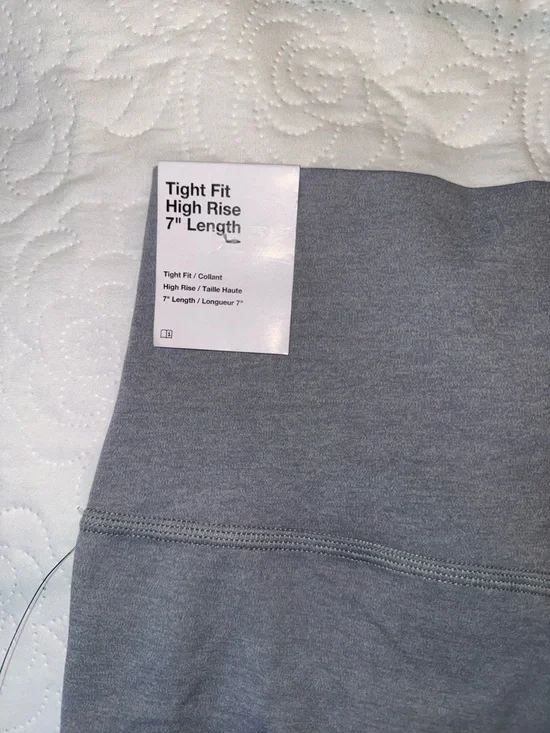 Tight Fit
High Rise
7" Length
Tight Fit / Collant
High Rise / Taille Haute
7" Length / Longueur 7"